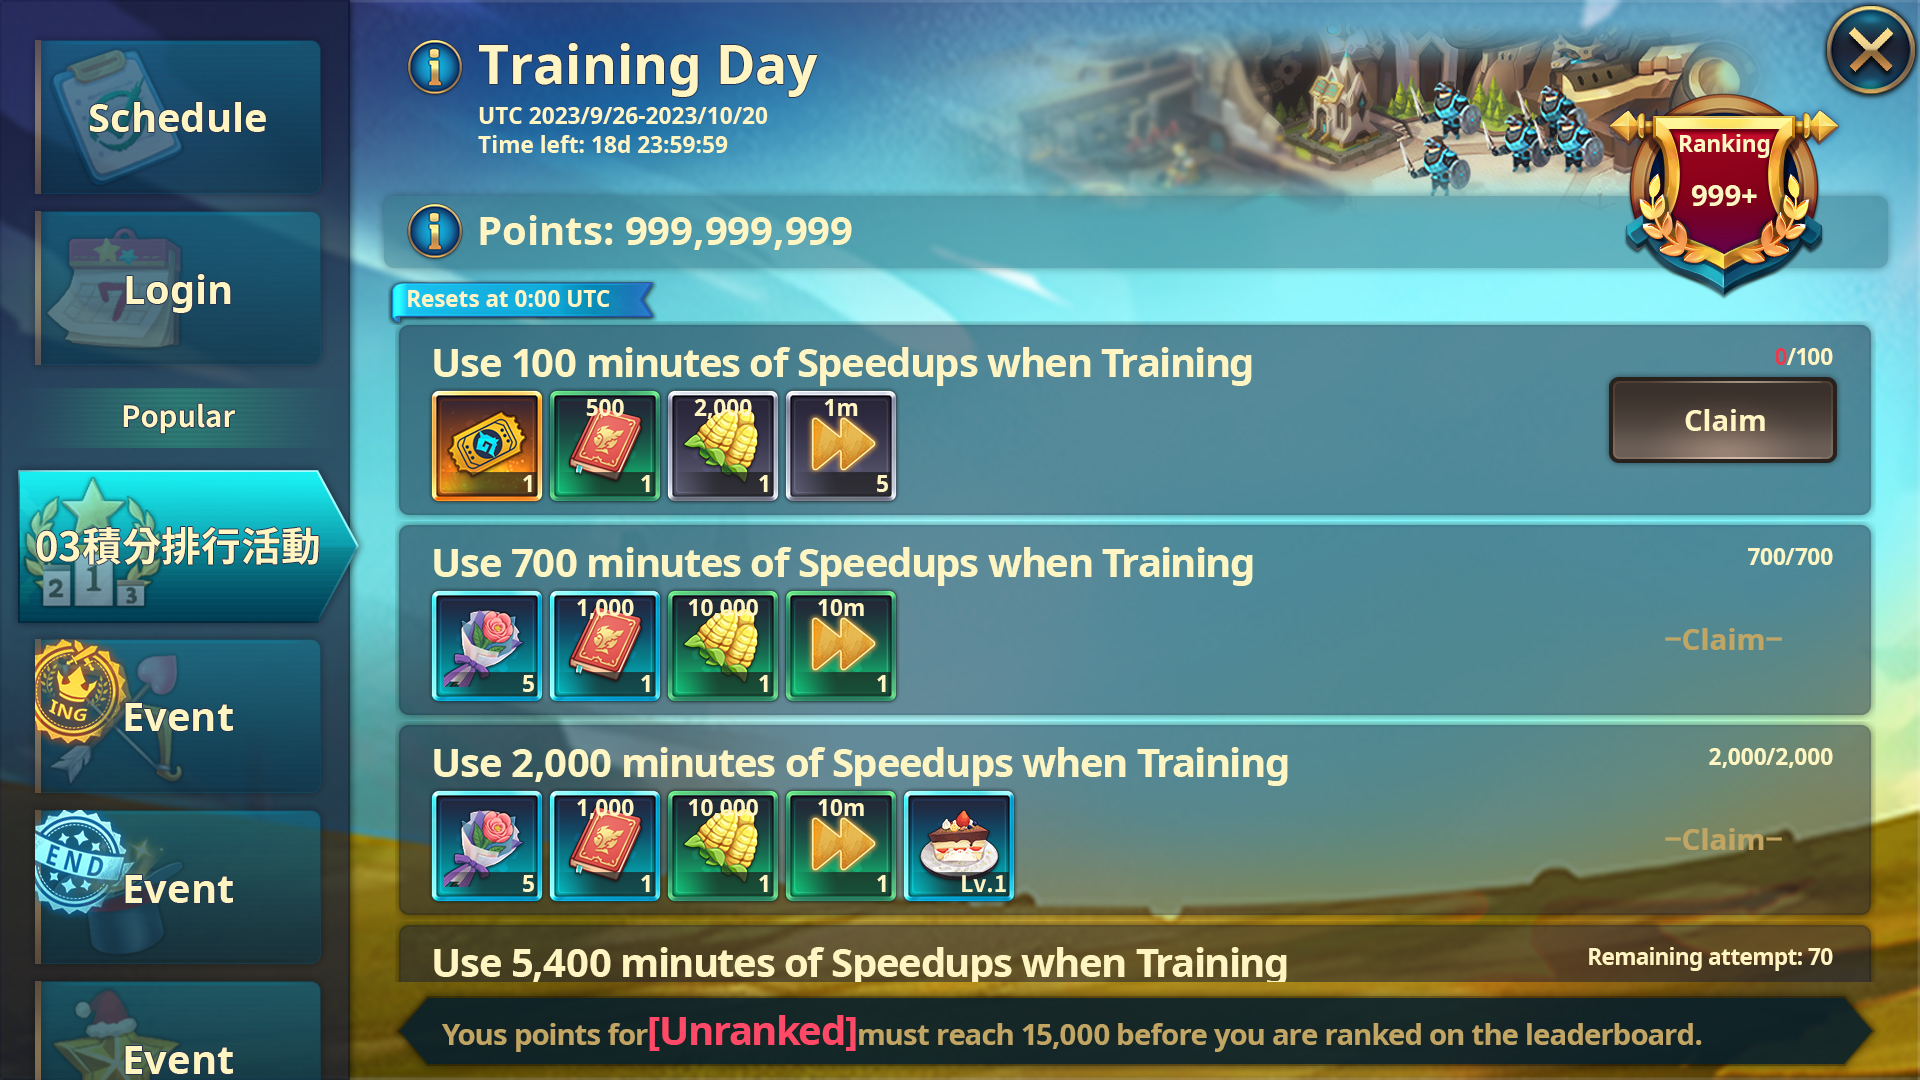 Schedule
Login
Popular
03積分排行活動
2 1 3
ING
Event
END
Event
Event
Training Day
UTC 2023/9/26-2023/10/20
Time left: 18d 23:59:59
Ranking
999+
Points: 999,999,999
Resets at 0:00 UTC
Use 100 minutes of Speedups when Training
0/100
500 2,000 1m
1 1 1 5
Claim
Use 700 minutes of Speedups when Training
700/700
1,000 10,000 10m
5 1 1 1
–Claim–
Use 2,000 minutes of Speedups when Training
2,000/2,000
1,000 10,000 10m
5 1 1 1 Lv.1
–Claim–
Use 5,400 minutes of Speedups when Training
Remaining attempt: 70
Yous points for[Unranked]must reach 15,000 before you are ranked on the leaderboard.